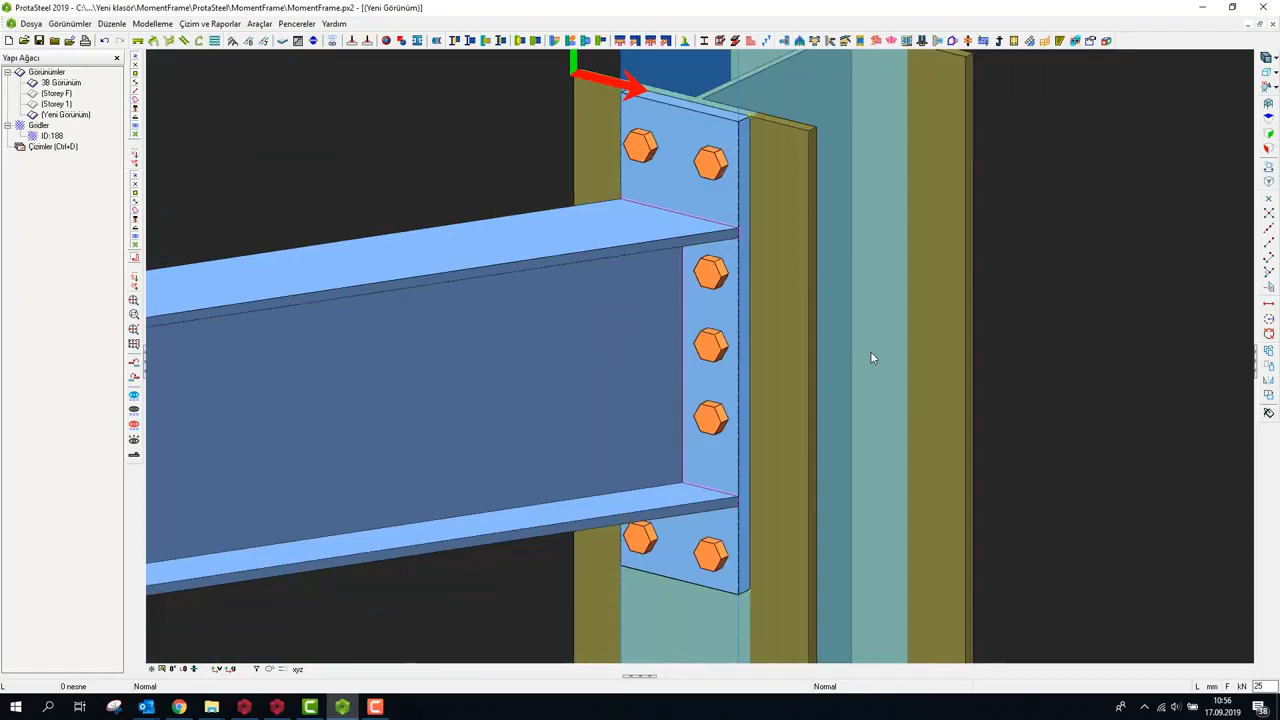 ProtaSteel 2019 - C:\...\Yeni klasör\MomentFrame\ProtaSteel\MomentFrame\MomentFrame.px2 - [(Yeni Görünüm)]
Dosya Görünümler Düzenle Modelleme Çizim ve Raporlar Araçlar Pencereler Yardım
Yapı Ağacı
Görünümler
3B Görünüm
(Storey F)
(Storey 1)
(Yeni Görünüm)
Gridler
ID:188
Çizimler (Ctrl+D)
xyz
L 0 nesne Normal Normal L mm F kN 25
10:56
17.09.2019
38